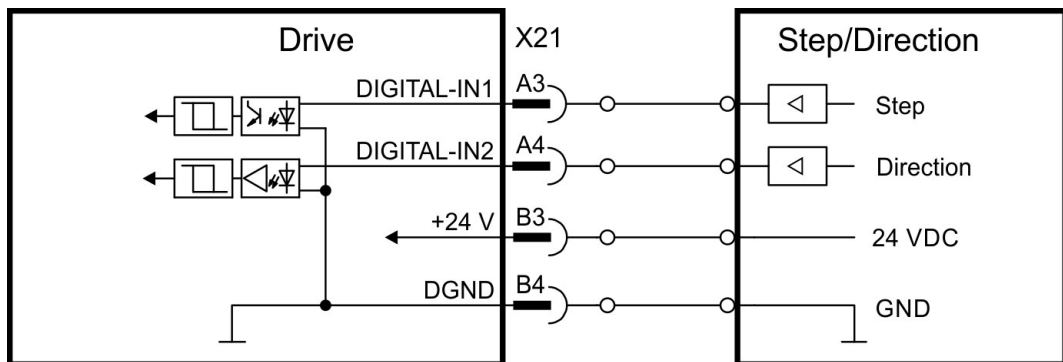 Drive X21 Step/Direction
DIGITAL-IN1 A3 Step
DIGITAL-IN2 A4 Direction
+24 V B3 24 VDC
DGND B4 GND